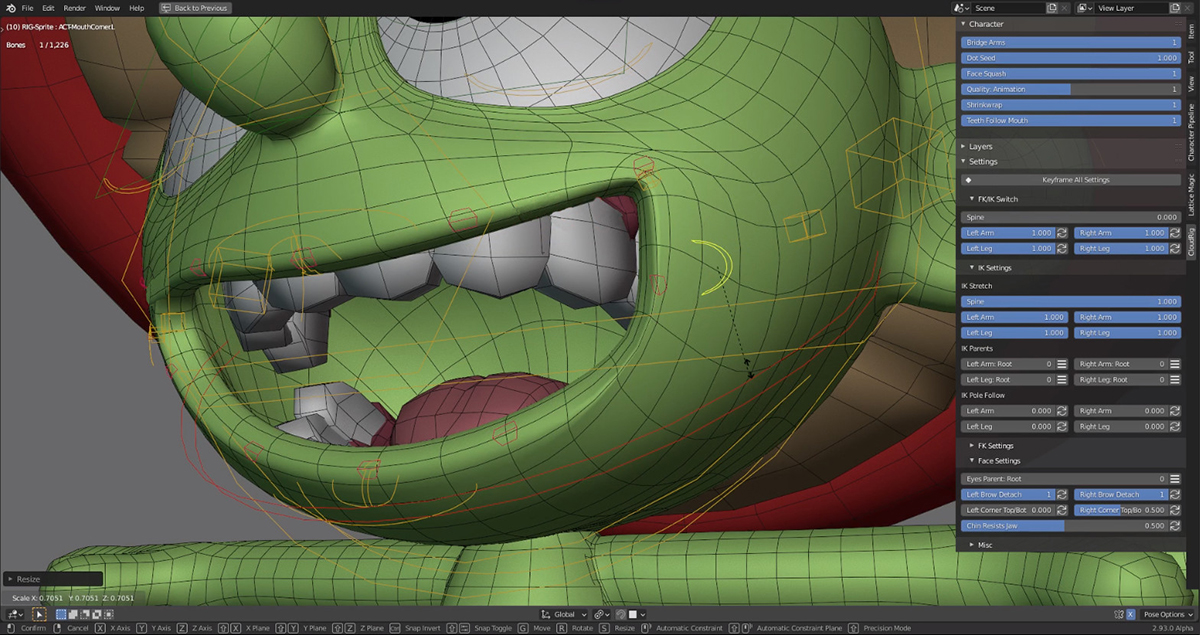 File Edit Render Window Help Back to Previous Scene View Layer
(10) RIG-Sprite : ACT-MouthCorner1.
Bones 1 / 1,226
Character
Bridge Arms 1
Dot Seed 1.000
Face Squash 1
Quality: Animation 1
Shrinkwrap 1
Teeth Follow Mouth 1
Layers
Settings
Keyframe All Settings
FK/IK Switch
Spine 0.000
Left Arm 1.000 Right Arm 1.000
Left Leg 1.000 Right Leg 1.000
IK Settings
IK Stretch
Spine 1.000
Left Arm 1.000 Right Arm 1.000
Left Leg 1.000 Right Leg 1.000
IK Parents
Left Arm: Root 0 Right Arm: Root 0
Left Leg: Root 0 Right Leg: Root 0
IK Pole Follow
Left Arm 0.000 Right Arm 0.000
Left Leg 0.000 Right Leg 0.000
FK Settings
Face Settings
Eyes Parent: Root 0
Left Brow Detach 1 Right Brow Detach 1
Left Corner Top/Bot 0.000 Right Corner Top/Bo 0.500
Chin Resists Jaw 0.500
Misc
Item
Tool
View
Character Pipeline
Lattice Magic
CloudRig
Resize
Scale X: 0.7051 Y: 0.7051 Z: 0.7051
Global Pose Options
Confirm Cancel X X Axis Y Y Axis Z Z Axis X X Plane Y Y Plane Z Z Plane Ctrl Snap Invert Snap Toggle G Move R Rotate S Resize Automatic Constraint Automatic Constraint Plane Precision Mode 2.93.0 Alpha